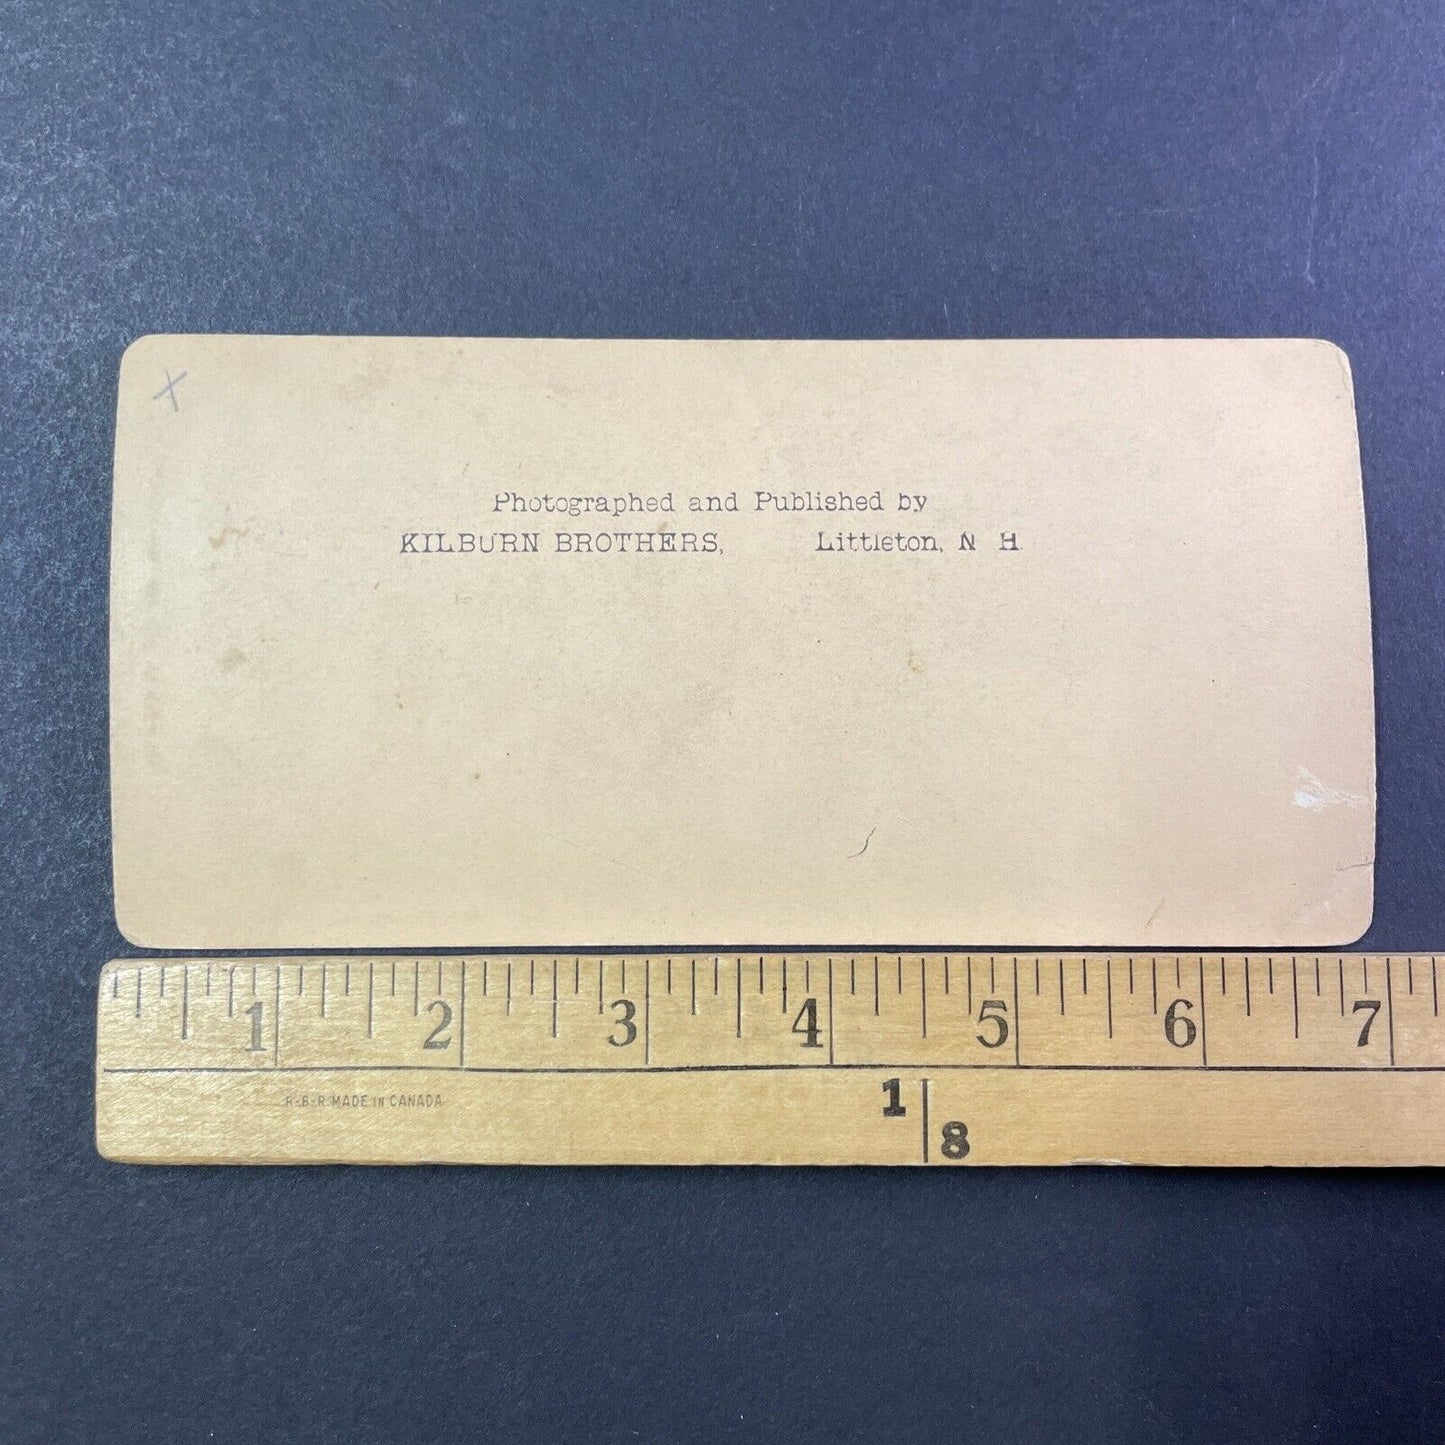 x
Photographed and Published by
KILBURN BROTHERS, Littleton, N H.
1 2 3 4 5 6 7
R-B-R MADE IN CANADA
1
8